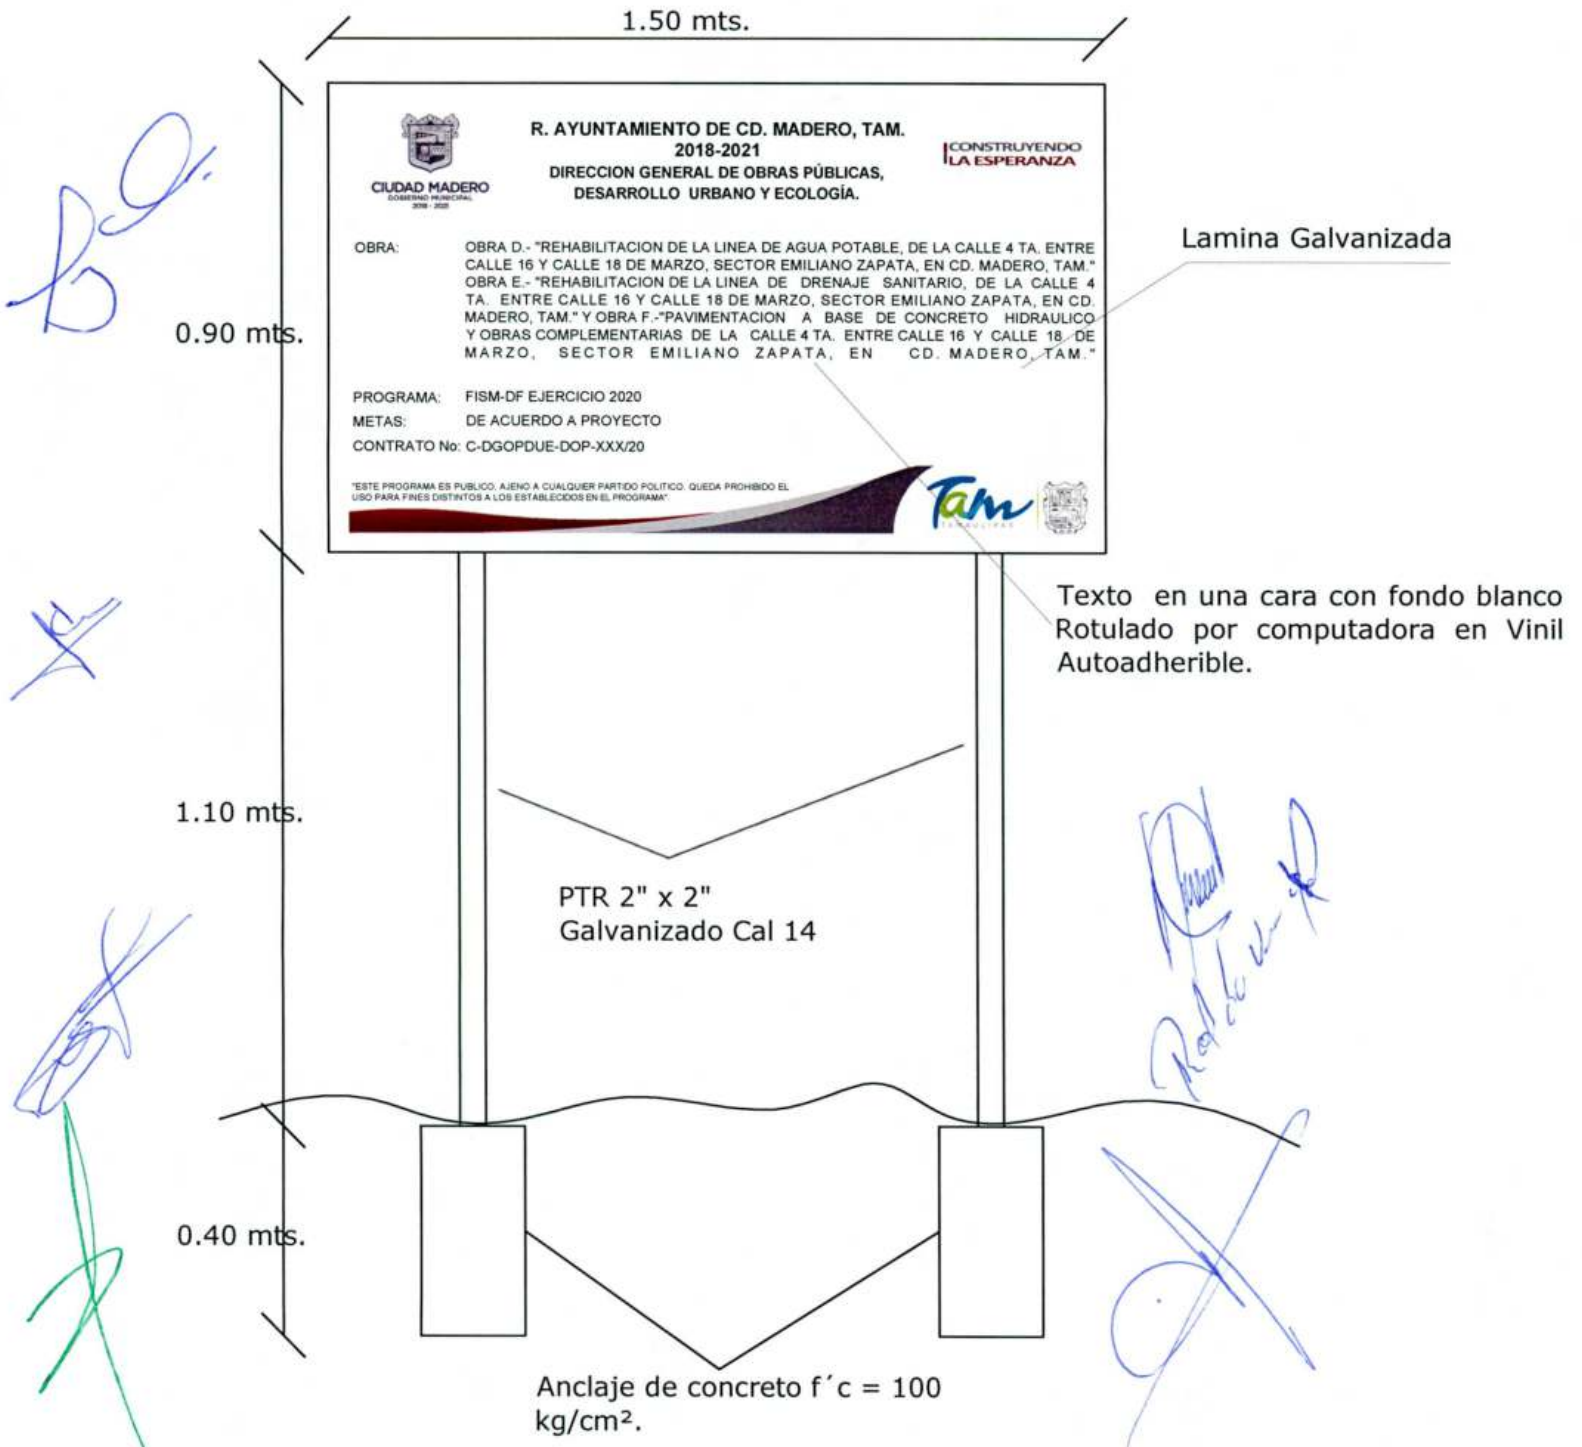 1.50 mts.
R. AYUNTAMIENTO DE CD. MADERO, TAM.
2018-2021
DIRECCION GENERAL DE OBRAS PÚBLICAS,
DESARROLLO URBANO Y ECOLOGÍA.
CIUDAD MADERO
GOBIERNO MUNICIPAL
2018 - 2021
CONSTRUYENDO
LA ESPERANZA
OBRA: OBRA D.- "REHABILITACION DE LA LINEA DE AGUA POTABLE, DE LA CALLE 4 TA. ENTRE
CALLE 16 Y CALLE 18 DE MARZO, SECTOR EMILIANO ZAPATA, EN CD. MADERO, TAM."
OBRA E.- "REHABILITACION DE LA LINEA DE DRENAJE SANITARIO, DE LA CALLE 4
TA. ENTRE CALLE 16 Y CALLE 18 DE MARZO, SECTOR EMILIANO ZAPATA, EN CD.
MADERO, TAM." Y OBRA F.-"PAVIMENTACION A BASE DE CONCRETO HIDRAULICO
Y OBRAS COMPLEMENTARIAS DE LA CALLE 4 TA. ENTRE CALLE 16 Y CALLE 18 DE
MARZO, SECTOR EMILIANO ZAPATA, EN CD. MADERO, TAM."
PROGRAMA: FISM-DF EJERCICIO 2020
METAS: DE ACUERDO A PROYECTO
CONTRATO No: C-DGOPDUE-DOP-XXX/20
"ESTE PROGRAMA ES PUBLICO, AJENO A CUALQUIER PARTIDO POLITICO. QUEDA PROHIBIDO EL
USO PARA FINES DISTINTOS A LOS ESTABLECIDOS EN EL PROGRAMA".
Tam
TAMAULIPAS
Lamina Galvanizada
0.90 mts.
Texto en una cara con fondo blanco
Rotulado por computadora en Vinil
Autoadherible.
1.10 mts.
PTR 2" x 2"
Galvanizado Cal 14
0.40 mts.
Anclaje de concreto f´c = 100
kg/cm².